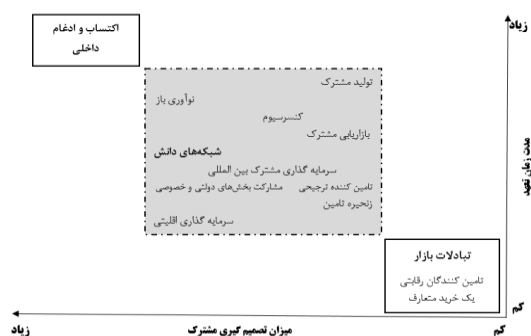 اکتساب و ادغام
داخلی
زیاد
تولید مشترک
نوآوری باز
کنسرسیوم
بازاریابی مشترک
شبکه‌های دانش
سرمایه گذاری مشترک بین المللی
تامین کننده ترجیحی مشارکت بخش‌های دولتی و خصوصی
زنجیره تامین
سرمایه گذاری اقلیتی
مدت زمان تعهد
تبادلات بازار
تامین کنندگان رقابتی
یک خرید متعارف
کم
کم
میزان تصمیم گیری مشترک
زیاد